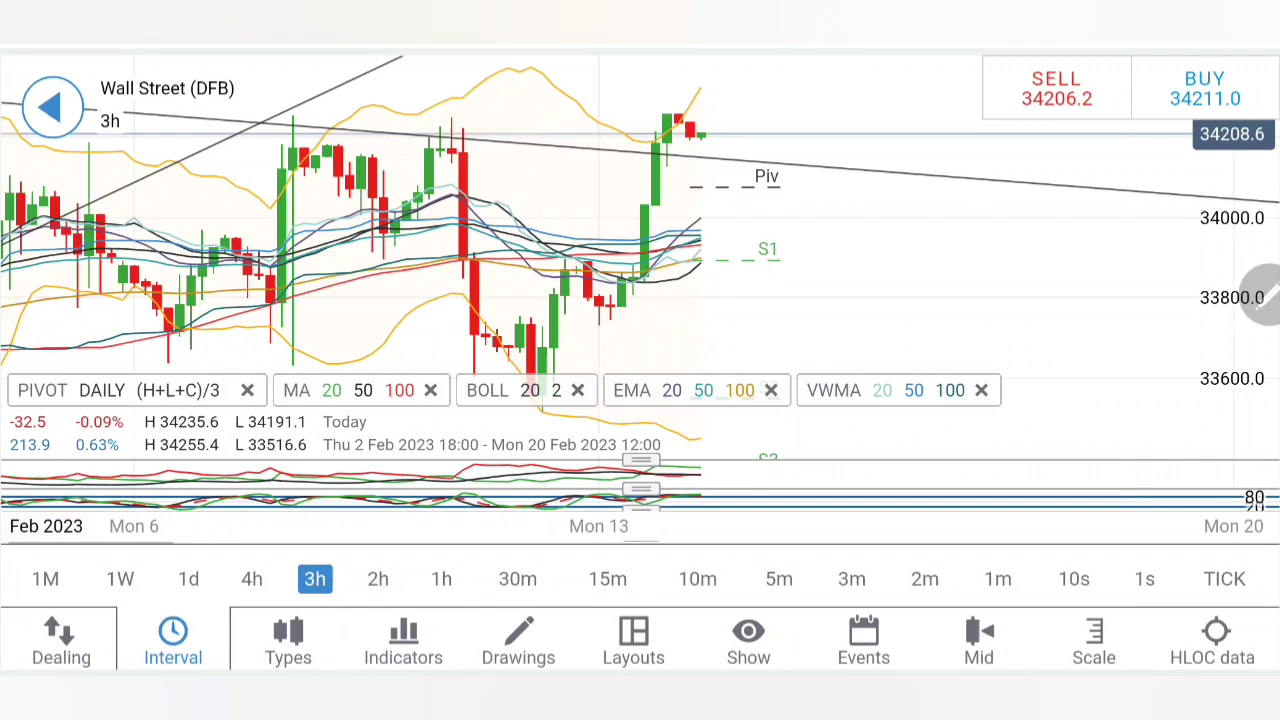 Wall Street (DFB)
3h
SELL
34206.2
BUY
34211.0
34208.6
Piv
34000.0
S1
33800.0
33600.0
PIVOT DAILY (H+L+C)/3 ✕
MA 20 50 100 ✕
BOLL 20 2 ✕
EMA 20 50 100 ✕
VWMA 20 50 100 ✕
-32.5 -0.09% H 34235.6 L 34191.1 Today
213.9 0.63% H 34255.4 L 33516.6 Thu 2 Feb 2023 18:00 - Mon 20 Feb 2023 12:00
80
20
Feb 2023 Mon 6 Mon 13 Mon 20
1M 1W 1d 4h 3h 2h 1h 30m 15m 10m 5m 3m 2m 1m 10s 1s TICK
Dealing Interval Types Indicators Drawings Layouts Show Events Mid Scale HLOC data